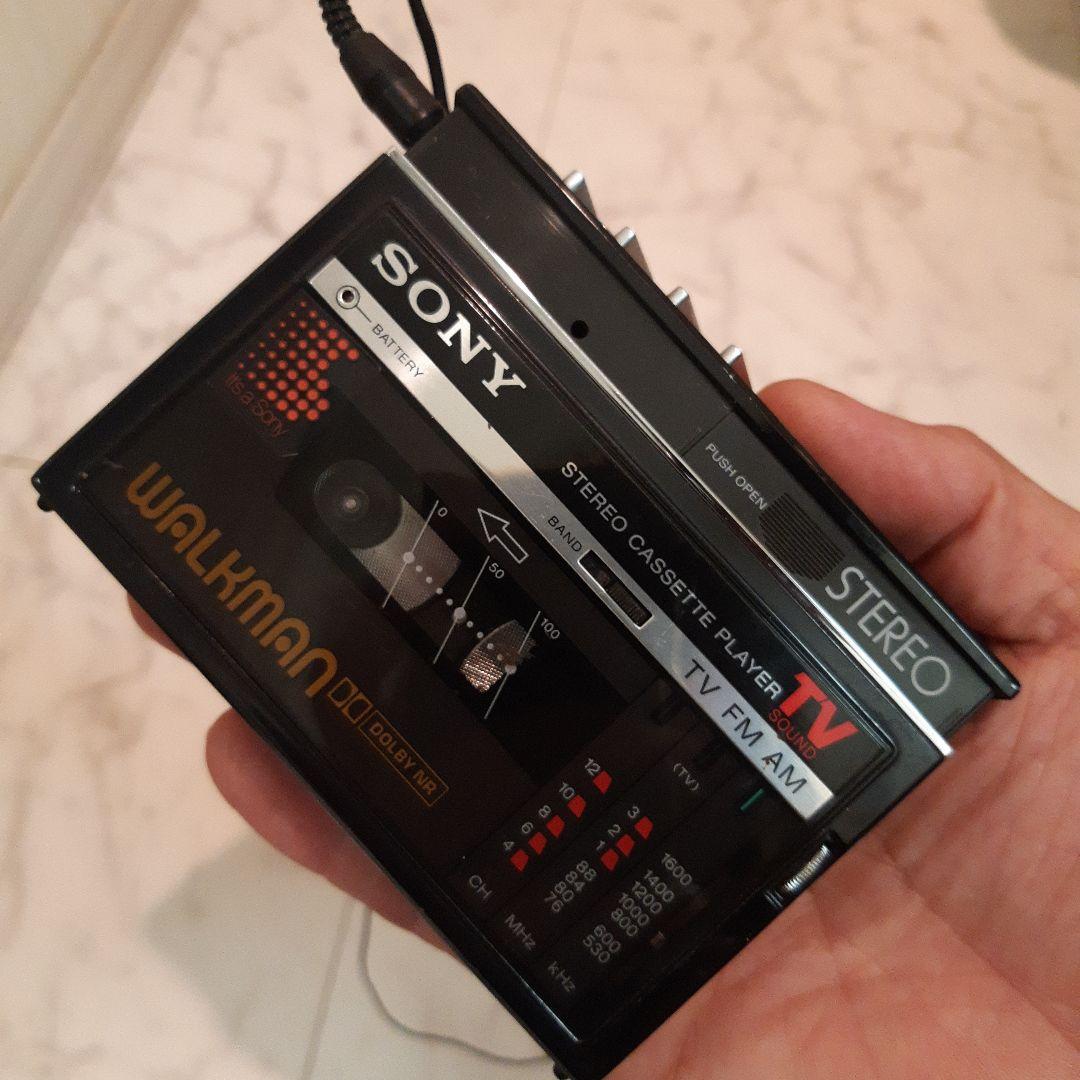 SONY
BATTERY
It's a Sony
STEREO CASSETTE PLAYER
TV
SOUND
BAND
TV FM AM
PUSH OPEN
STEREO
0
50
100
WALKMAN
DOLBY NR
(TV)
12
10
8
6
4
CH
3
2
1
88
84
80
76
MHz
1600
1400
1200
1000
800
600
530
kHz